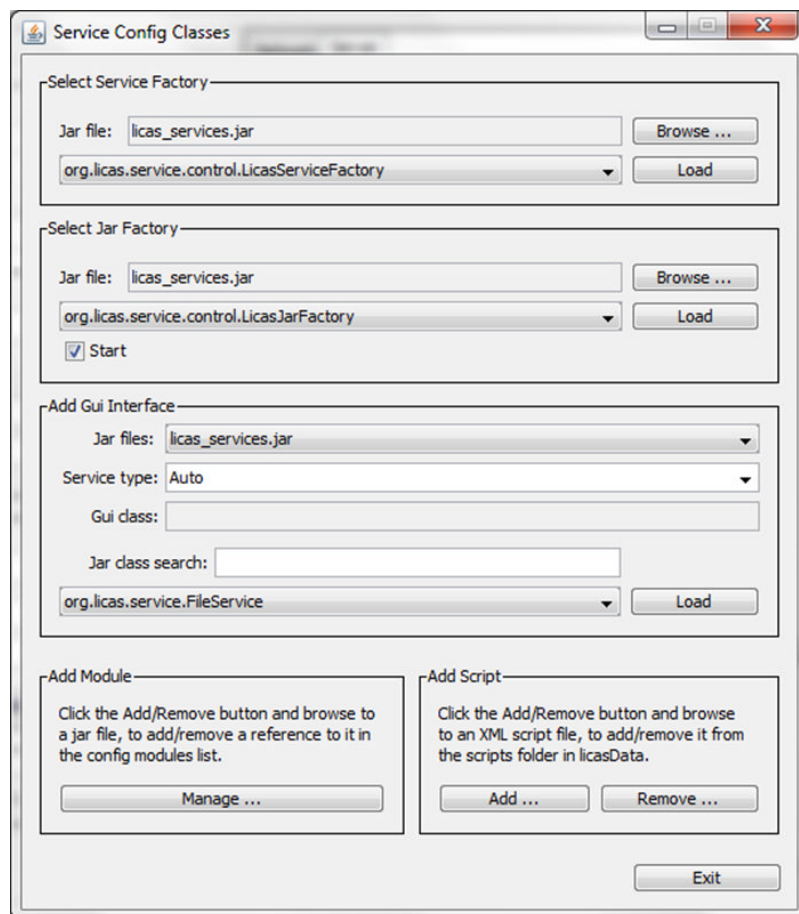 Service Config Classes
Select Service Factory
Jar file: licas_services.jar Browse ...
org.licas.service.control.LicasServiceFactory Load
Select Jar Factory
Jar file: licas_services.jar Browse ...
org.licas.service.control.LicasJarFactory Load
Start
Add Gui Interface
Jar files: licas_services.jar
Service type: Auto
Gui class:
Jar class search:
org.licas.service.FileService Load
Add Module
Click the Add/Remove button and browse to
a jar file, to add/remove a reference to it in
the config modules list.
Manage ...
Add Script
Click the Add/Remove button and browse
to an XML script file, to add/remove it from
the scripts folder in licasData.
Add ... Remove ...
Exit